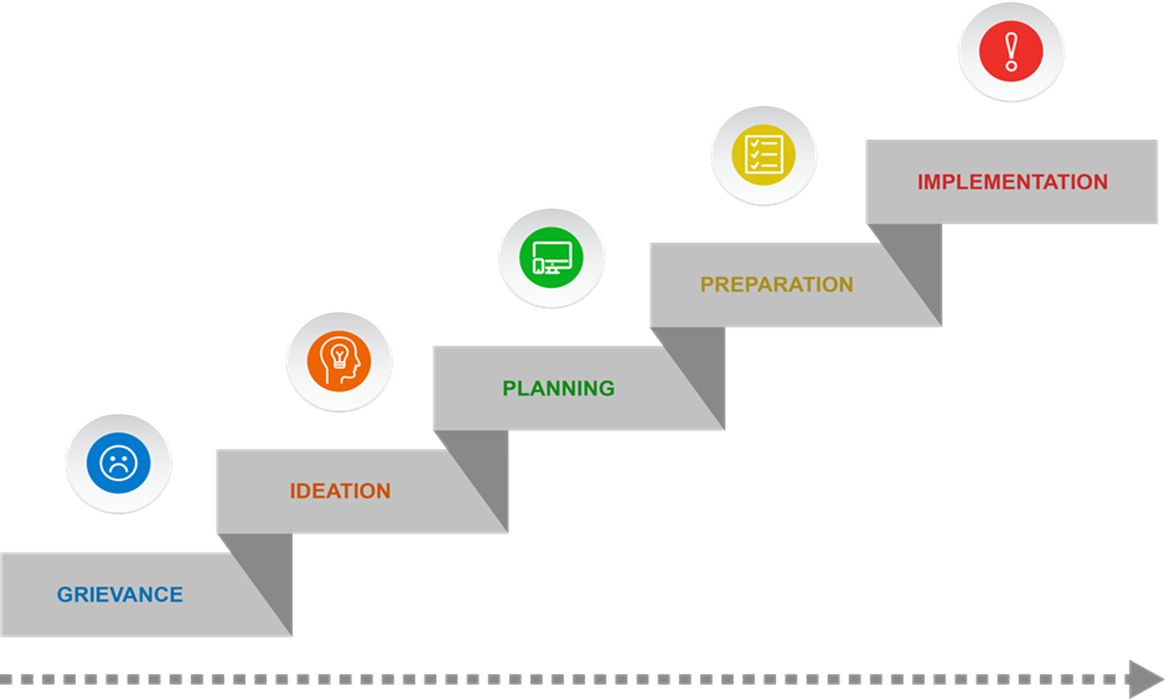 GRIEVANCE
IDEATION
PLANNING
PREPARATION
IMPLEMENTATION